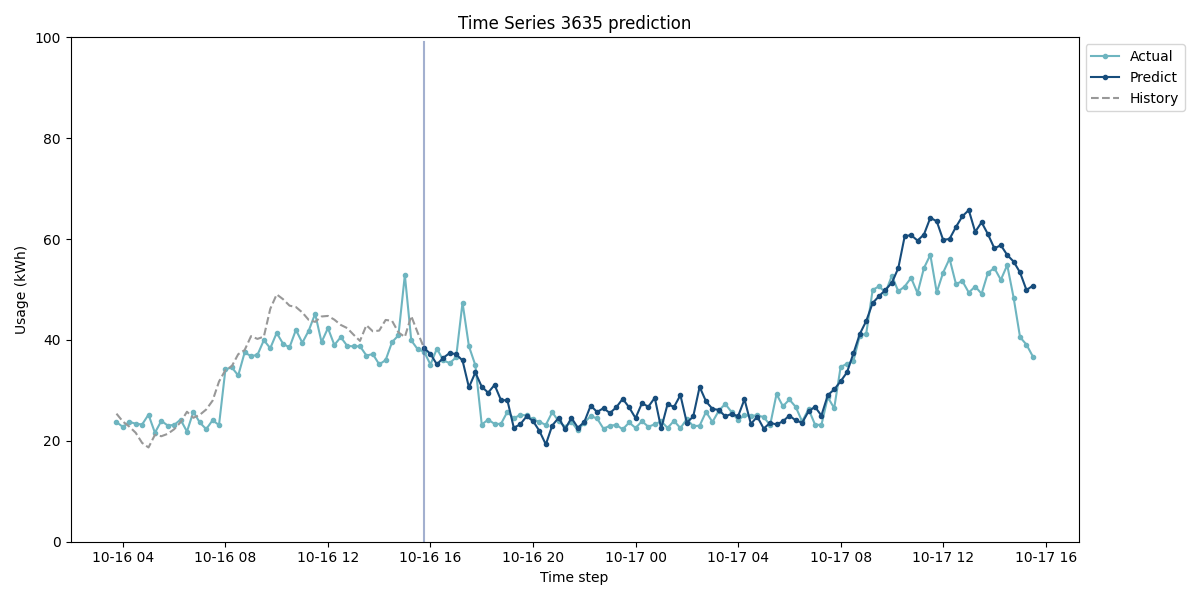 Time Series 3635 prediction
Actual
Predict
History
Usage (kWh)
100
80
60
40
20
0
10-16 04
10-16 08
10-16 12
10-16 16
10-16 20
10-17 00
10-17 04
10-17 08
10-17 12
10-17 16
Time step